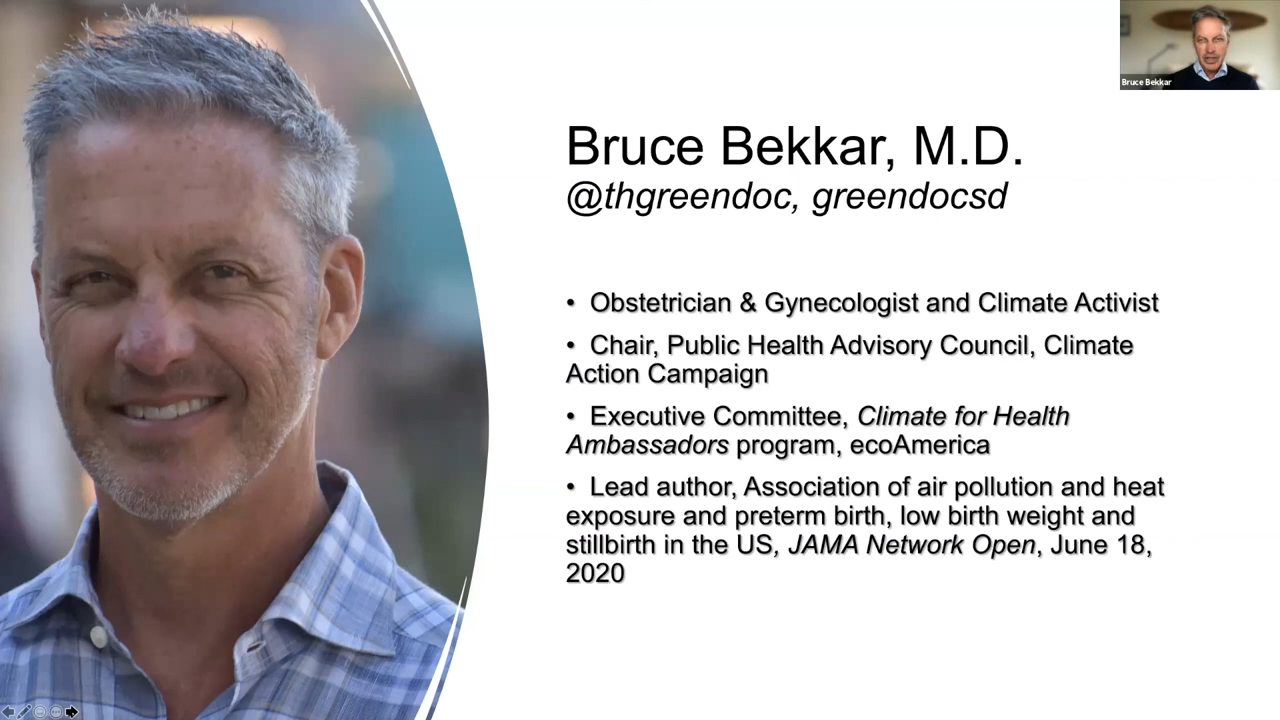 Bruce Bekkar
Bruce Bekkar, M.D.
@thgreendoc, greendocsd
• Obstetrician & Gynecologist and Climate Activist
• Chair, Public Health Advisory Council, Climate
Action Campaign
• Executive Committee, Climate for Health
Ambassadors program, ecoAmerica
• Lead author, Association of air pollution and heat
exposure and preterm birth, low birth weight and
stillbirth in the US, JAMA Network Open, June 18,
2020